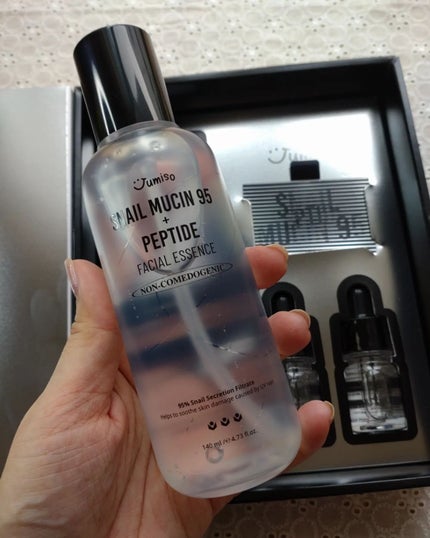 Jumiso
SNAIL MUCIN 95
+
PEPTIDE
FACIAL ESSENCE
NON-COMEDOGENIC
95% Snail Secretion Filtrate
Helps to soothe skin damage caused by UV ray
140 ml ℮ 4.73 fl.oz.
Jumiso
SNAIL
MUCIN 95